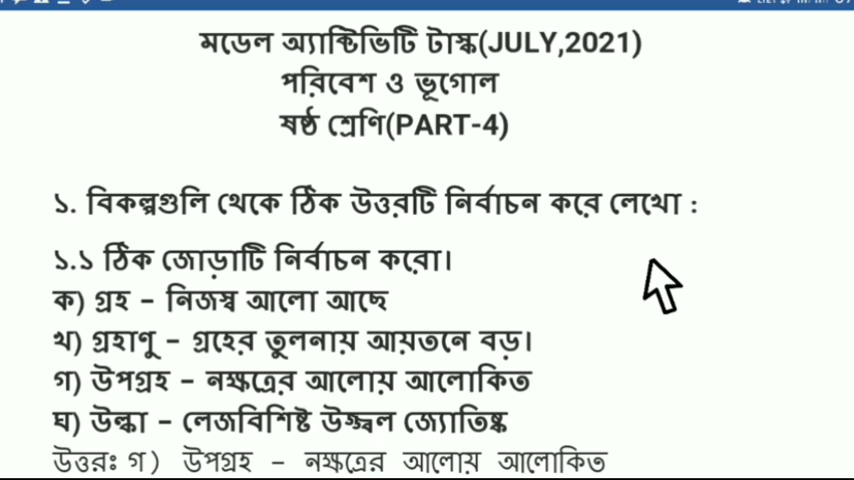 মডেল অ্যাক্টিভিটি টাস্ক(JULY,2021)
পরিবেশ ও ভূগোল
ষষ্ঠ শ্রেণি(PART-4)
১. বিকল্পগুলি থেকে ঠিক উত্তরটি নির্বাচন করে লেখো :
১.১ ঠিক জোড়াটি নির্বাচন করো।
ক) গ্রহ – নিজস্ব আলো আছে
খ) গ্রহাণু – গ্রহের তুলনায় আয়তনে বড়।
গ) উপগ্রহ – নক্ষত্রের আলোয় আলোকিত
ঘ) উল্কা – লেজবিশিষ্ট উজ্জ্বল জ্যোতিষ্ক
উত্তরঃ গ) উপগ্রহ – নক্ষত্রের আলোয় আলোকিত